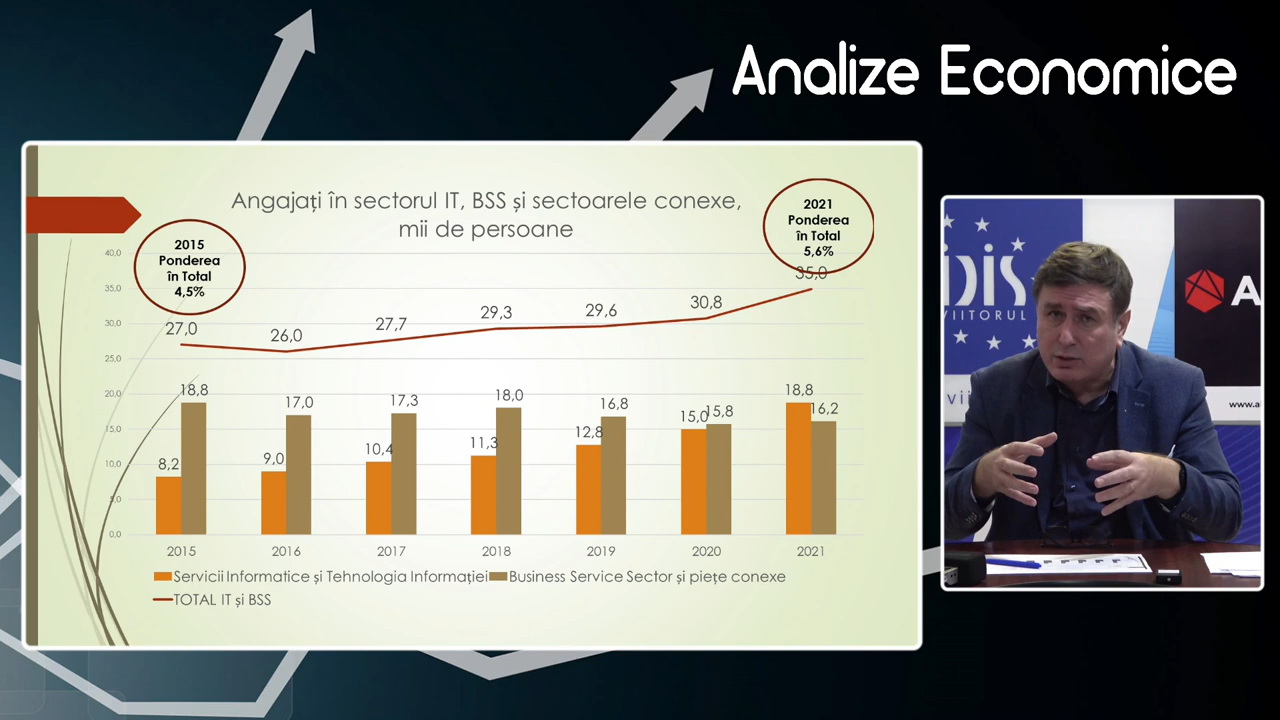 Analize Economice
Angajați în sectorul IT, BSS și sectoarele conexe,
mii de persoane
2015
Ponderea
în Total
4,5%
2021
Ponderea
în Total
5,6%
40,0
35,0
30,0
25,0
20,0
15,0
10,0
5,0
0,0
27,0
26,0
27,7
29,3
29,6
30,8
35,0
8,2
18,8
9,0
17,0
10,4
17,3
11,3
18,0
12,8
16,8
15,0
15,8
18,8
16,2
2015
2016
2017
2018
2019
2020
2021
Servicii Informatice și Tehnologia Informației
Business Service Sector și piețe conexe
TOTAL IT și BSS
IDIS
VIITORUL
A
www.a